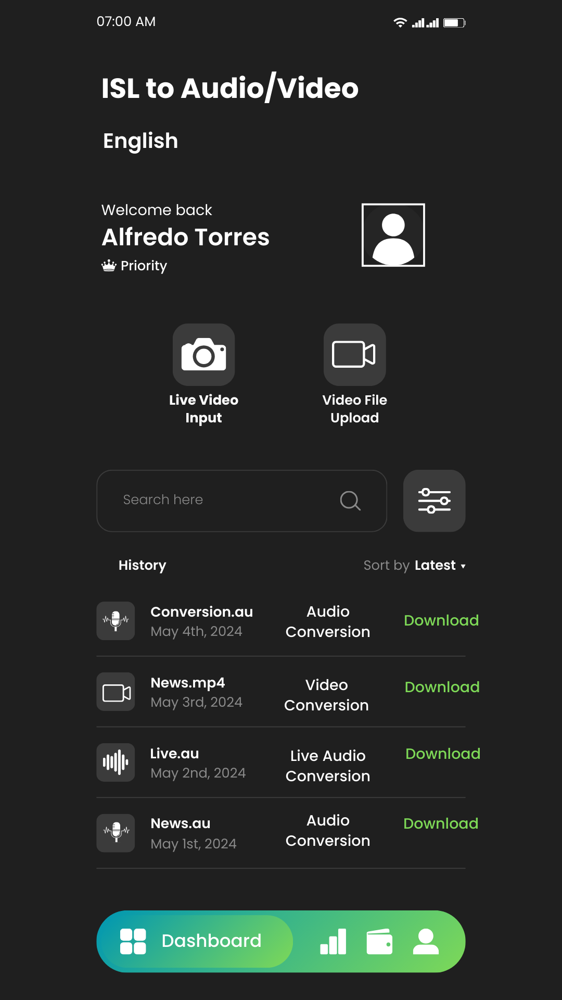 07:00 AM
ISL to Audio/Video
English
Welcome back
Alfredo Torres
Priority
Live Video
Input
Video File
Upload
Search here
History
Sort by Latest
Conversion.au
May 4th, 2024
Audio
Conversion
Download
News.mp4
May 3rd, 2024
Video
Conversion
Download
Live.au
May 2nd, 2024
Live Audio
Conversion
Download
News.au
May 1st, 2024
Audio
Conversion
Download
Dashboard